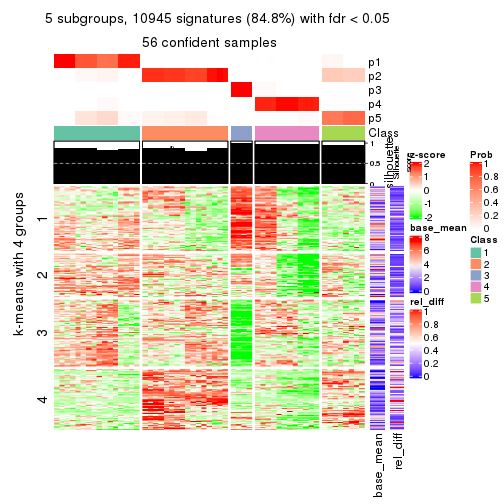 5 subgroups, 10945 signatures (84.8%) with fdr < 0.05
56 confident samples
p1
p2
p3
p4
p5
Class
1
0.5
0
silhouette
k-means with 4 groups
1
2
3
4
base_mean
rel_diff
z-score
2
1
0
-1
-2
base_mean
8
6
4
2
0
rel_diff
1
0.8
0.6
0.4
0.2
0
Prob
1
0.8
0.6
0.4
0.2
0
Class
1
2
3
4
5